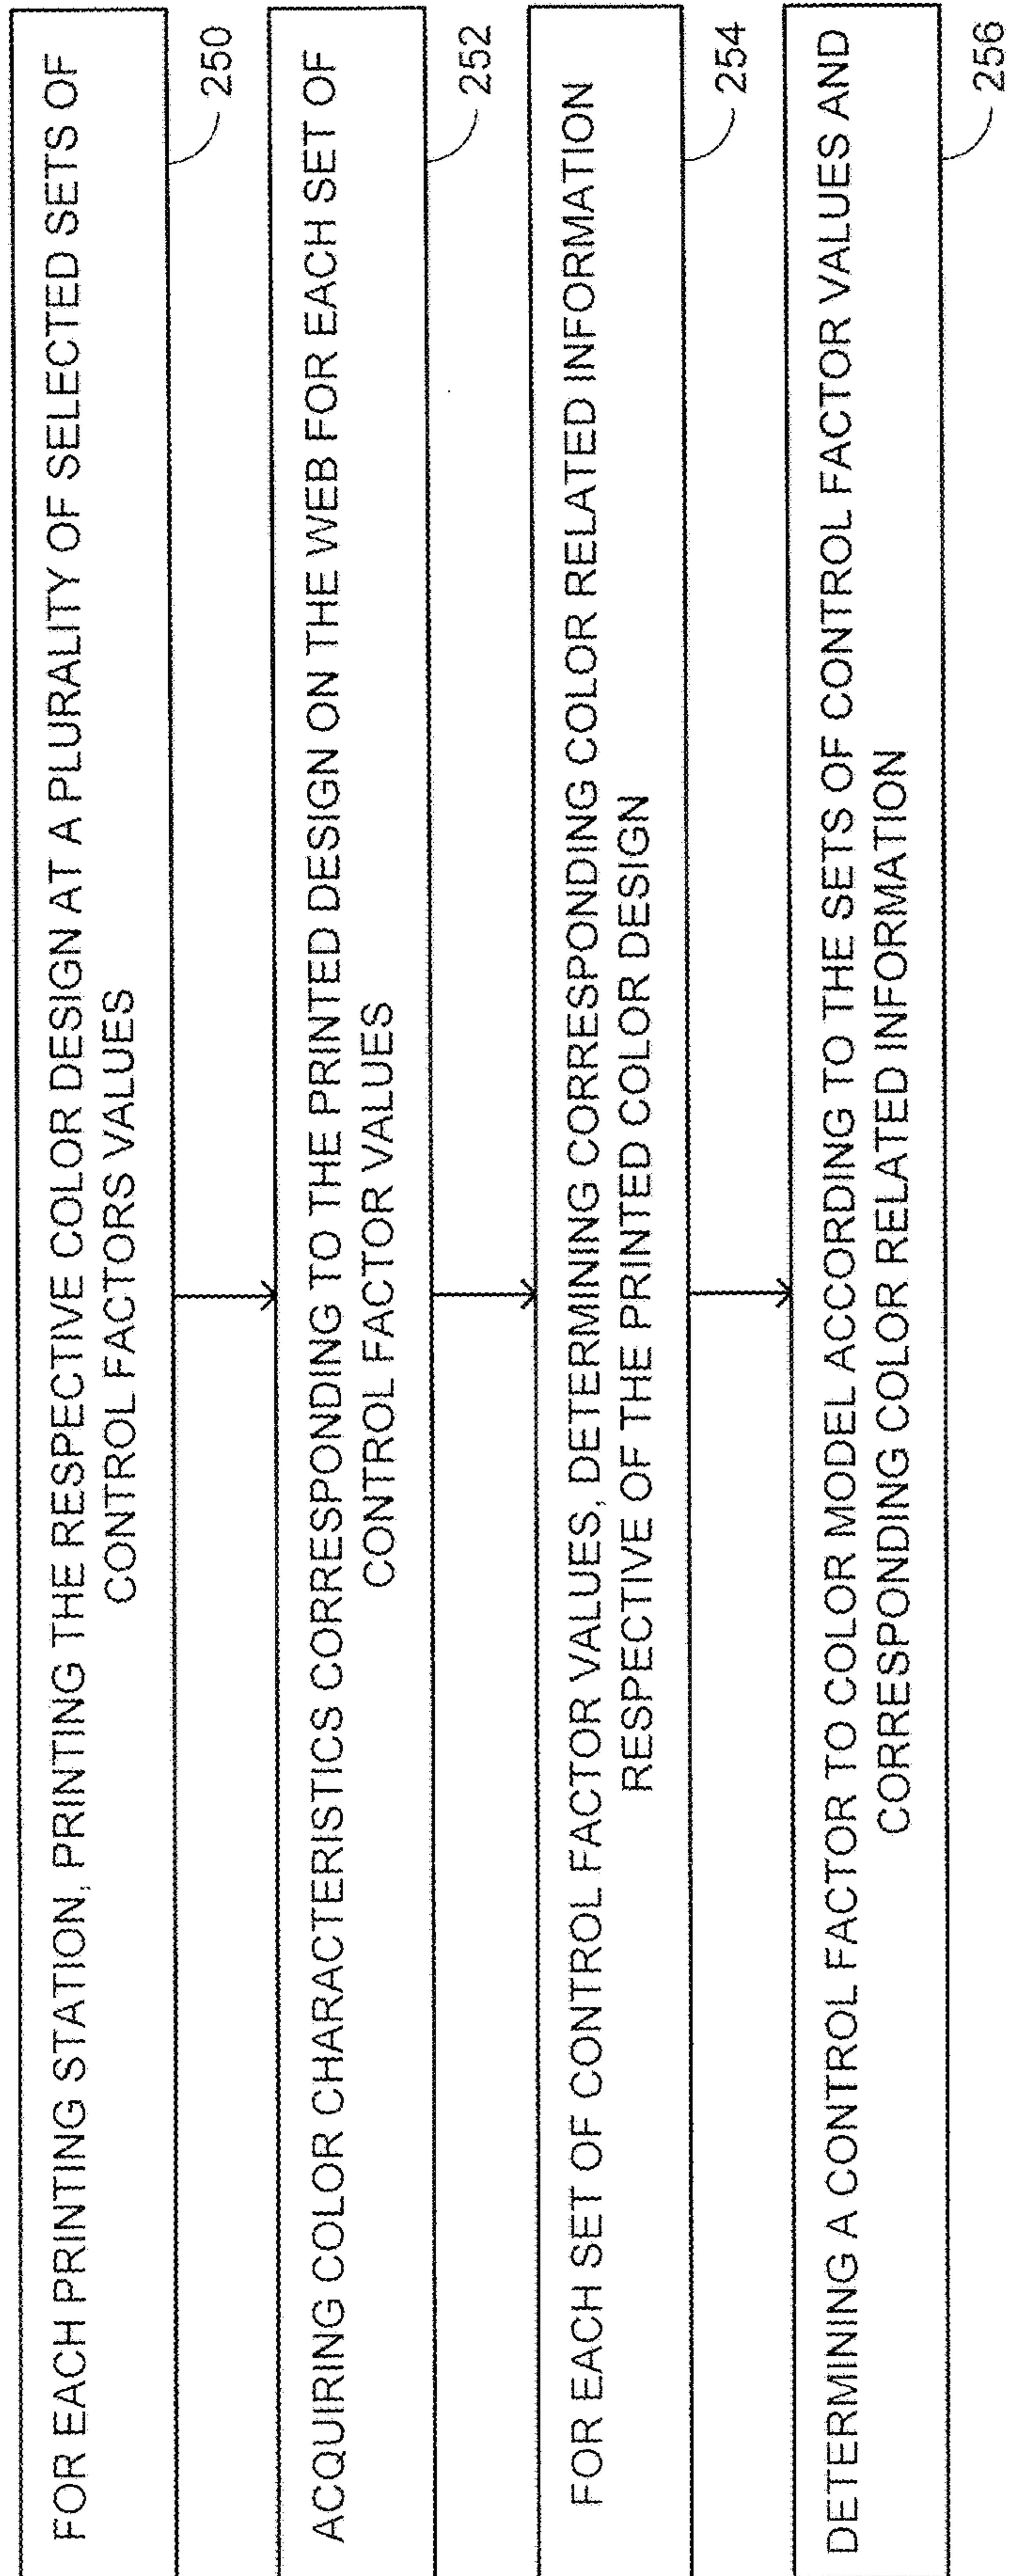 FOR EACH PRINTING STATION, PRINTING THE RESPECTIVE COLOR DESIGN AT A PLURALITY OF SELECTED SETS OF
CONTROL FACTORS VALUES
250
ACQUIRING COLOR CHARACTERISTICS CORRESPONDING TO THE PRINTED DESIGN ON THE WEB FOR EACH SET OF
CONTROL FACTOR VALUES
252
FOR EACH SET OF CONTROL FACTOR VALUES, DETERMINING CORRESPONDING COLOR RELATED INFORMATION
RESPECTIVE OF THE PRINTED COLOR DESIGN
254
DETERMINING A CONTROL FACTOR TO COLOR MODEL ACCORDING TO THE SETS OF CONTROL FACTOR VALUES AND
CORRESPONDING COLOR RELATED INFORMATION
256